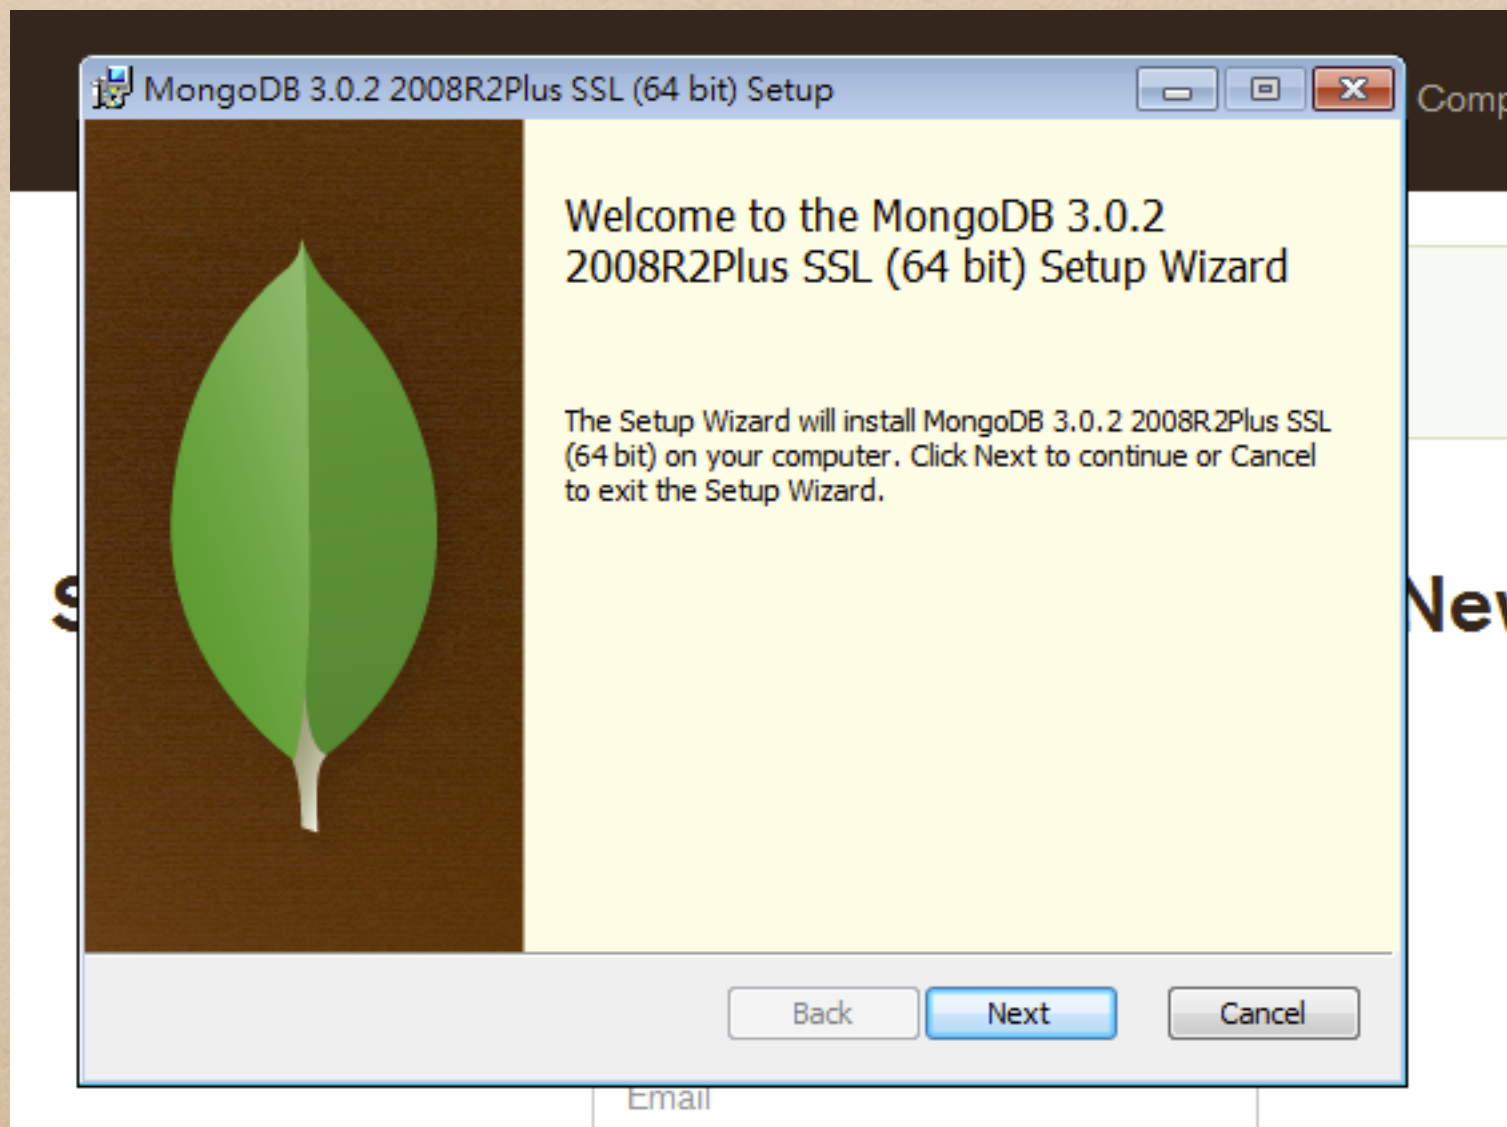 MongoDB 3.0.2 2008R2Plus SSL (64 bit) Setup
Welcome to the MongoDB 3.0.2
2008R2Plus SSL (64 bit) Setup Wizard
The Setup Wizard will install MongoDB 3.0.2 2008R2Plus SSL
(64 bit) on your computer. Click Next to continue or Cancel
to exit the Setup Wizard.
Back
Next
Cancel
Email